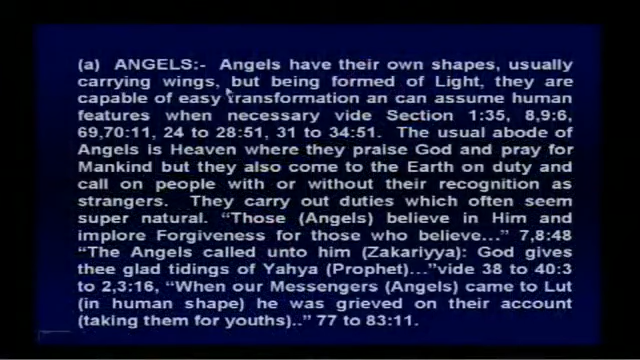 (a) ANGELS:- Angels have their own shapes, usually
carrying wings, but being formed of Light, they are
capable of easy transformation an can assume human
features when necessary vide Section 1:35, 8,9:6,
69,70:11, 24 to 28:51, 31 to 34:51. The usual abode of
Angels is Heaven where they praise God and pray for
Mankind but they also come to the Earth on duty and
call on people with or without their recognition as
strangers. They carry out duties which often seem
super natural. “Those (Angels) believe in Him and
implore Forgiveness for those who believe...” 7,8:48
“The Angels called unto him (Zakariyya): God gives
thee glad tidings of Yahya (Prophet)...”vide 38 to 40:3
to 2,3:16, “When our Messengers (Angels) came to Lut
(in human shape) he was grieved on their account
(taking them for youths)..” 77 to 83:11.